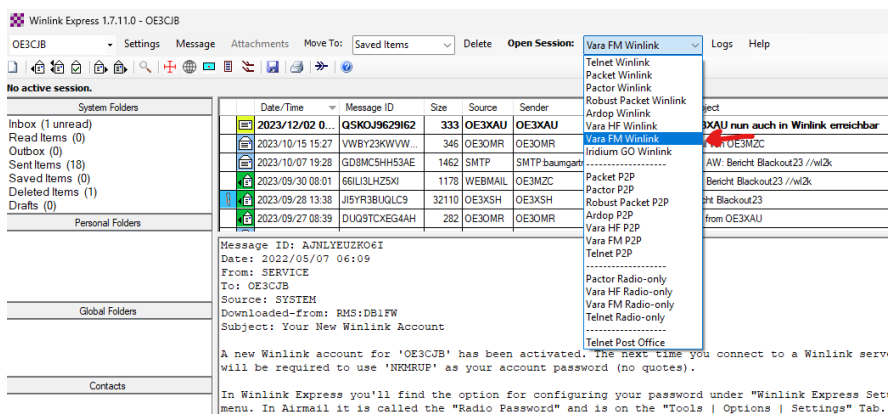 Winlink Express 1.7.11.0 - OE3CJB
OE3CJB Settings Message Attachments Move To: Saved Items Delete Open Session: Vara FM Winlink Logs Help
No active session.
System Folders
Inbox (1 unread)
Read Items (0)
Outbox (0)
Sent Items (18)
Saved Items (0)
Deleted Items (1)
Drafts (0)
Personal Folders
Global Folders
Contacts
Date/Time Message ID Size Source Sender
2023/12/02 0... QSKOJ9629I62 333 OE3XAU OE3XAU nun auch in Winlink erreichbar
2023/10/15 15:27 VWBY23KWVW... 346 OE3OMR OE3OMR OE3MZC
2023/10/07 19:28 GD8MC5HH53AE 1462 SMTP SMTP:baumgartn AW: Bericht Blackout23 //wl2k
2023/09/30 08:01 66ILI3LHZ5XI 1178 WEBMAIL OE3MZC Bericht Blackout23 //wl2k
2023/09/28 13:38 JI5YR3BUQLC9 32110 OE3XSH OE3XSH Blackout23
2023/09/27 08:39 DUQ9TCXEG4AH 282 OE3OMR OE3OMR from OE3XAU
Telnet Winlink
Packet Winlink
Pactor Winlink
Robust Packet Winlink
Ardop Winlink
Vara HF Winlink
Vara FM Winlink
Iridium GO Winlink
-------------------
Packet P2P
Pactor P2P
Robust Packet P2P
Ardop P2P
Vara HF P2P
Vara FM P2P
Telnet P2P
-------------------
Pactor Radio-only
Vara HF Radio-only
Vara FM Radio-only
Telnet Radio-only
-------------------
Telnet Post Office
Message ID: AJNLYEUZKO6I
Date: 2022/05/07 06:09
From: SERVICE
To: OE3CJB
Source: SYSTEM
Downloaded-from: RMS:DB1FW
Subject: Your New Winlink Account
A new Winlink account for 'OE3CJB' has been activated. The next time you connect to a Winlink serve
will be required to use 'NKMRUP' as your account password (no quotes).
In Winlink Express you'll find the option for configuring your password under "Winlink Express Set
menu. In Airmail it is called the "Radio Password" and is on the "Tools | Options | Settings" Tab.